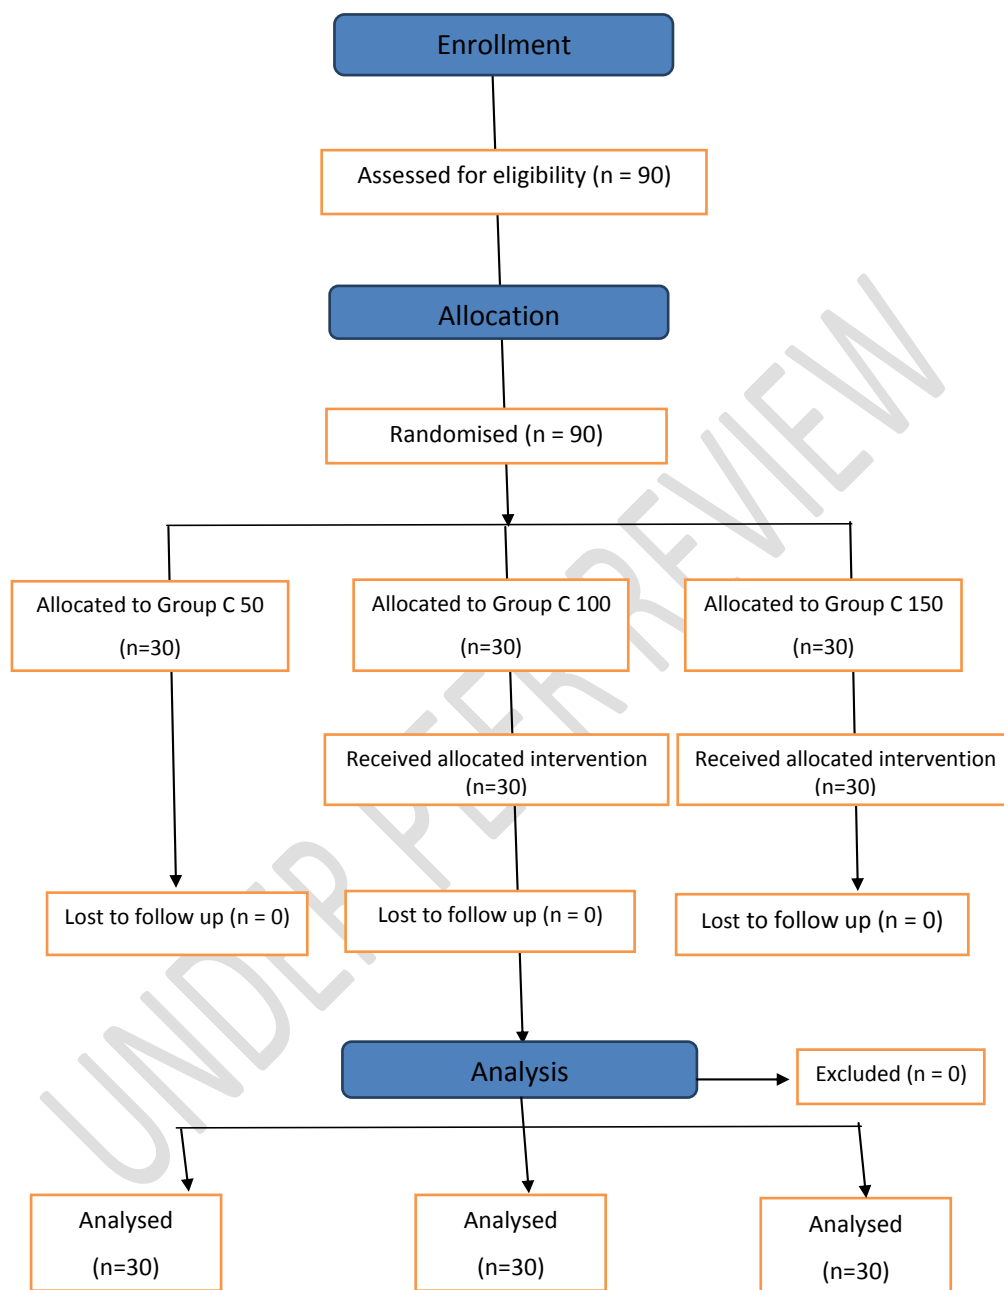 Enrollment
Assessed for eligibility (n = 90)
Allocation
Randomised (n = 90)
Allocated to Group C 50
(n=30)
Allocated to Group C 100
(n=30)
Allocated to Group C 150
(n=30)
Received allocated intervention
(n=30)
Received allocated intervention
(n=30)
Lost to follow up (n = 0)
Lost to follow up (n = 0)
Lost to follow up (n = 0)
Analysis
Excluded (n = 0)
Analysed
(n=30)
Analysed
(n=30)
Analysed
(n=30)
UNDER PEER REVIEW